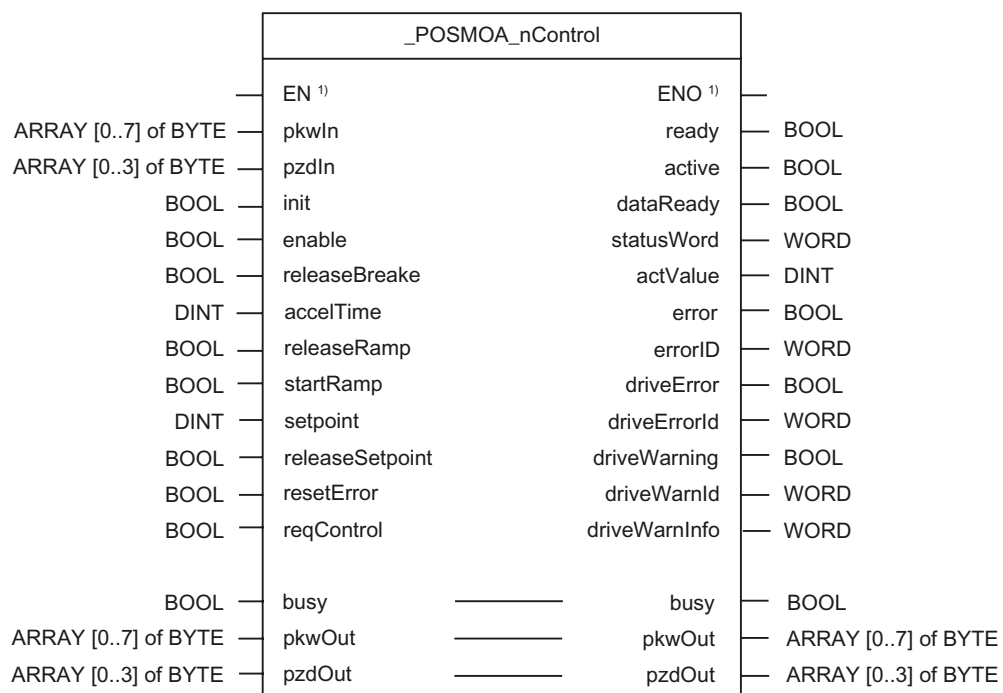 _POSMOA_nControl
EN 1) ENO 1)
ARRAY [0..7] of BYTE pkwIn ready BOOL
ARRAY [0..3] of BYTE pzdIn active BOOL
BOOL init dataReady BOOL
BOOL enable statusWord WORD
BOOL releaseBreake actValue DINT
DINT accelTime error BOOL
BOOL releaseRamp errorID WORD
BOOL startRamp driveError BOOL
DINT setpoint driveErrorId WORD
BOOL releaseSetpoint driveWarning BOOL
BOOL resetError driveWarnId WORD
BOOL reqControl driveWarnInfo WORD
BOOL busy busy BOOL
ARRAY [0..7] of BYTE pkwOut pkwOut ARRAY [0..7] of BYTE
ARRAY [0..3] of BYTE pzdOut pzdOut ARRAY [0..3] of BYTE